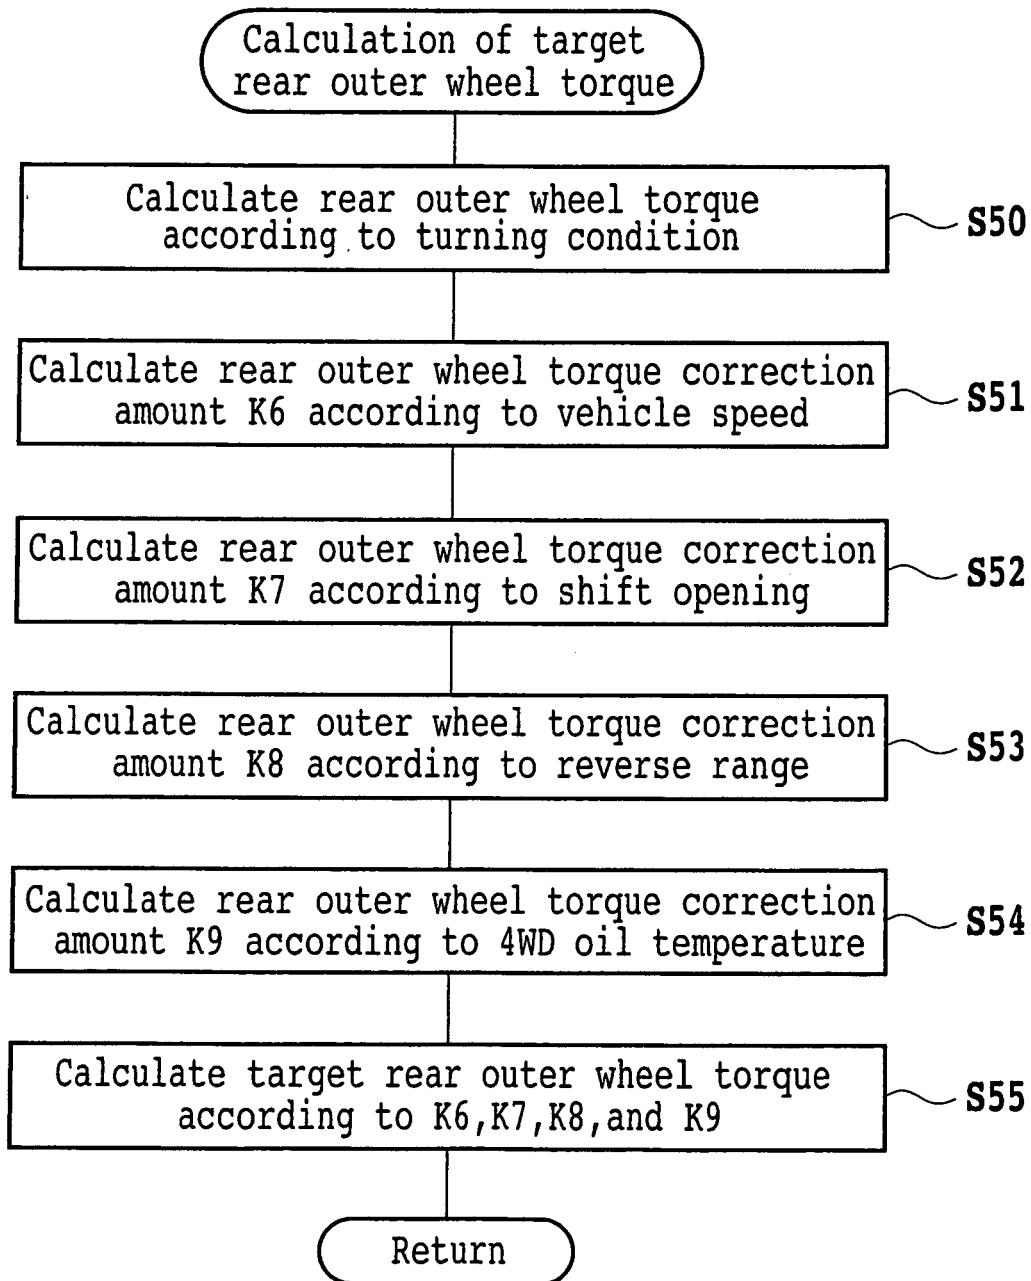 Calculation of target
rear outer wheel torque
Calculate rear outer wheel torque
according to turning condition
S50
Calculate rear outer wheel torque correction
amount K6 according to vehicle speed
S51
Calculate rear outer wheel torque correction
amount K7 according to shift opening
S52
Calculate rear outer wheel torque correction
amount K8 according to reverse range
S53
Calculate rear outer wheel torque correction
amount K9 according to 4WD oil temperature
S54
Calculate target rear outer wheel torque
according to K6,K7,K8,and K9
S55
Return